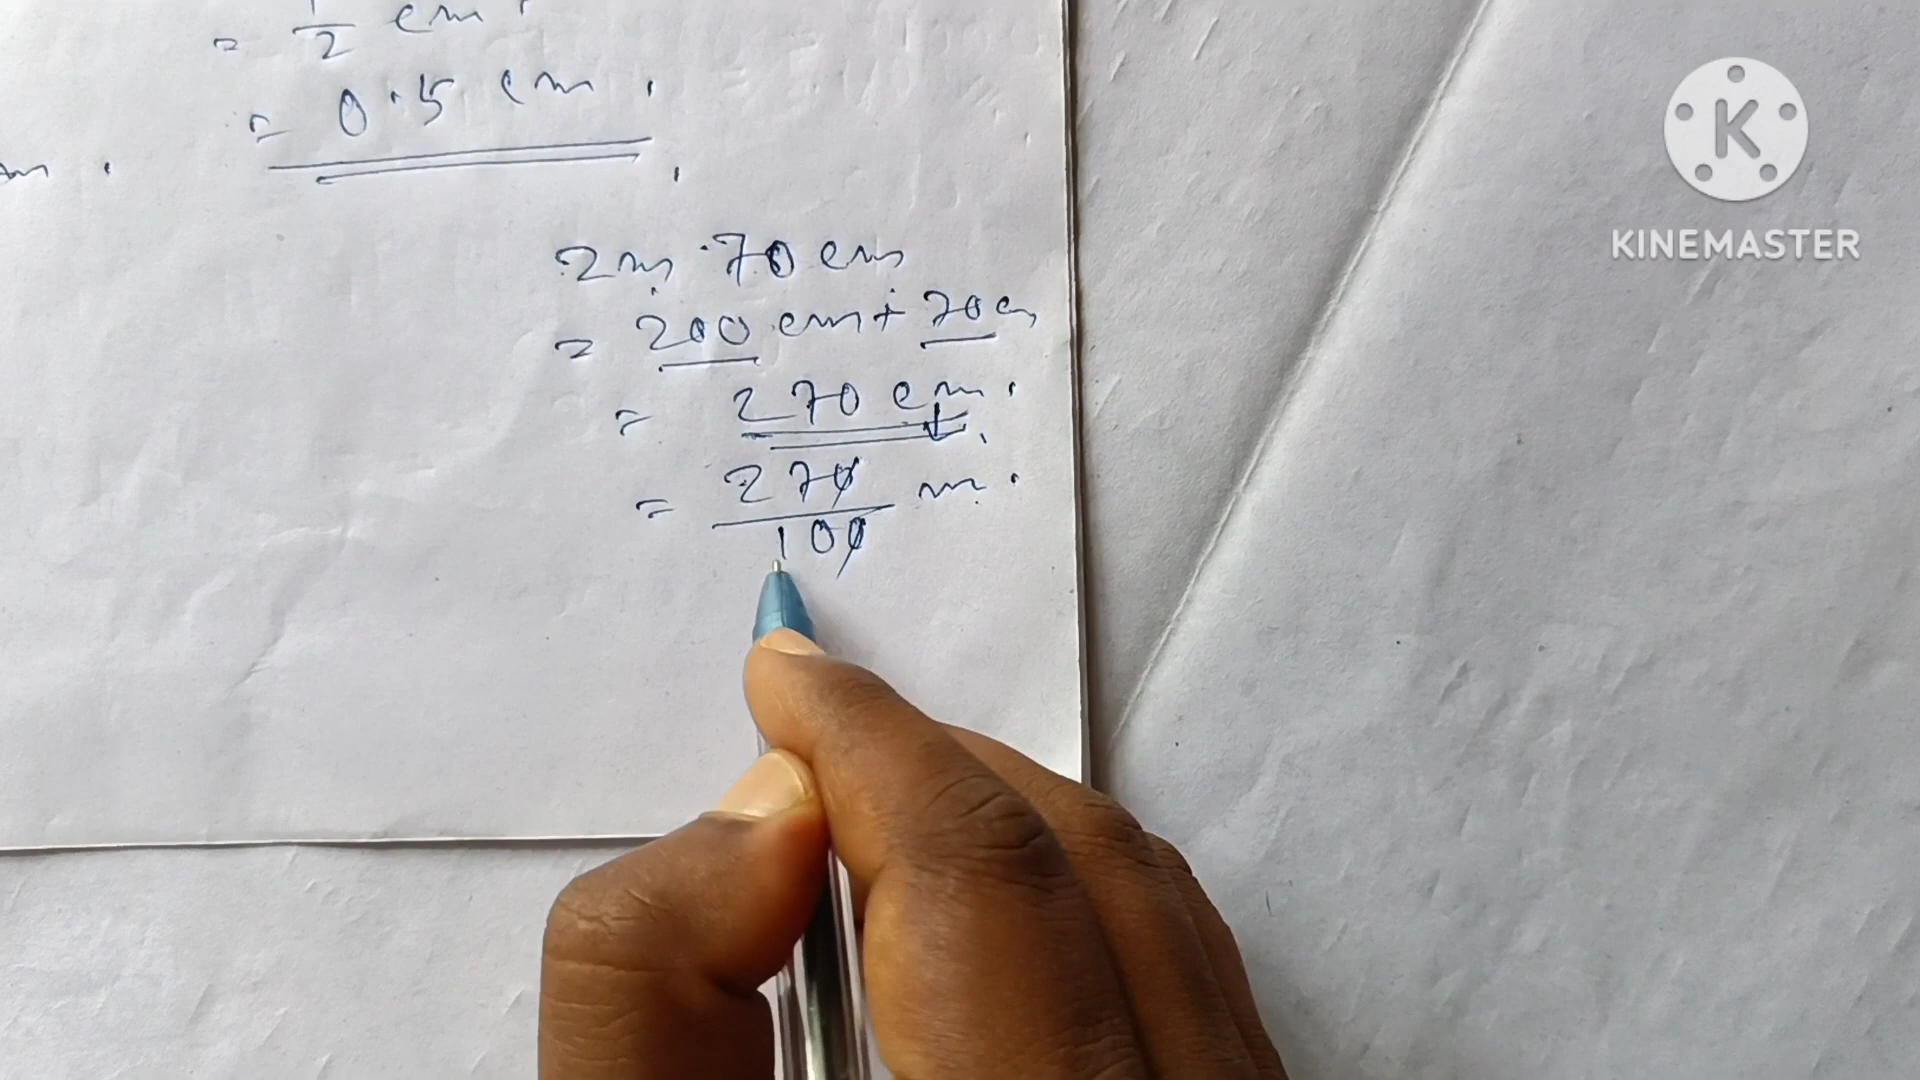 = 1/2 cm.
= 0.5 cm.
m.
2m 70 cm
= 200 cm + 70 cm
= 270 cm.
= 270/100 m.
K
KINEMASTER